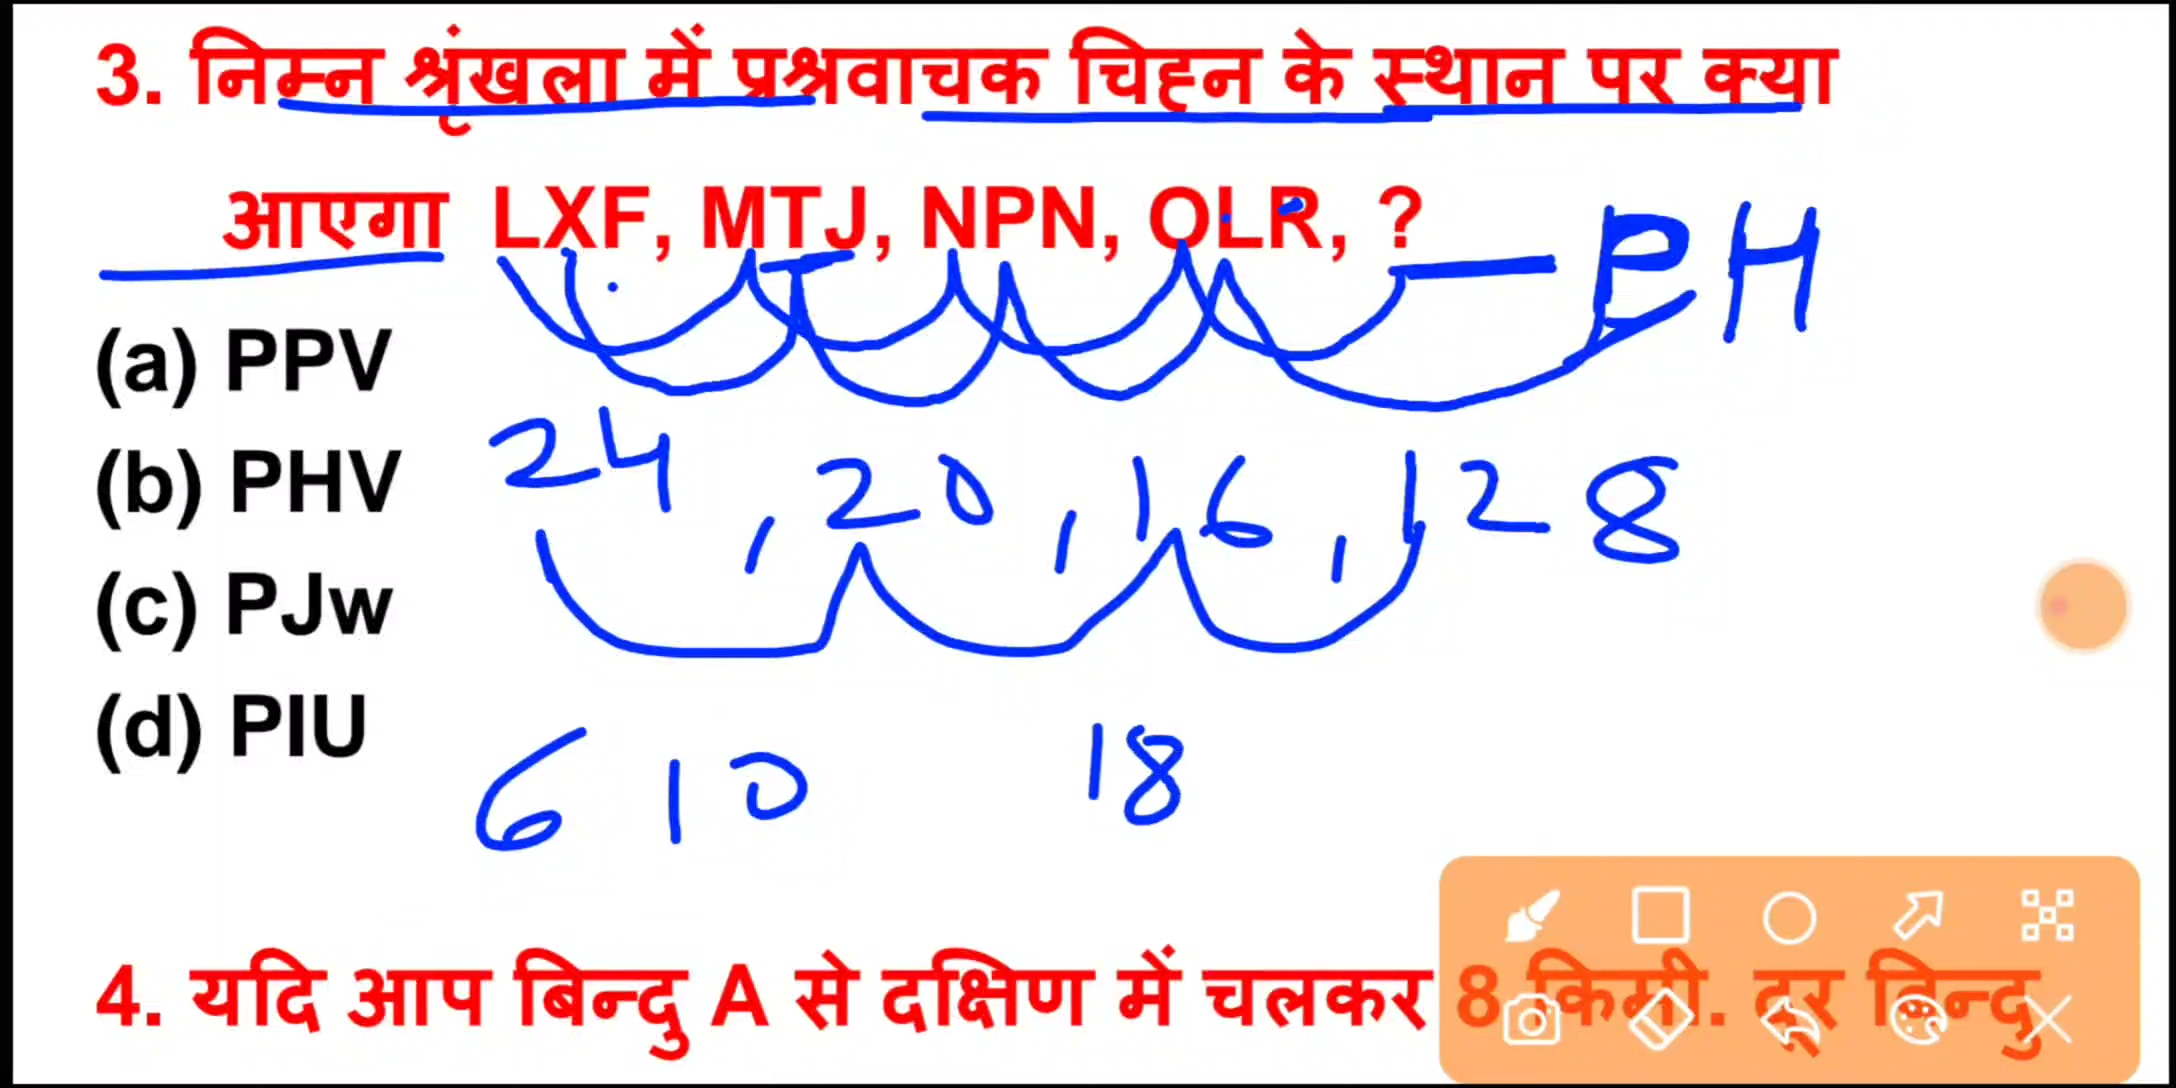 3. निम्न श्रृंखला में प्रश्नवाचक चिह्न के स्थान पर क्या
आएगा LXF, MTJ, NPN, OLR, ? PH
(a) PPV
(b) PHV
(c) PJw
(d) PIU
24, 20, 16, 12 8
6 10 18
4. यदि आप बिन्दु A से दक्षिण में चलकर 8 किमी. दूर बिन्दु